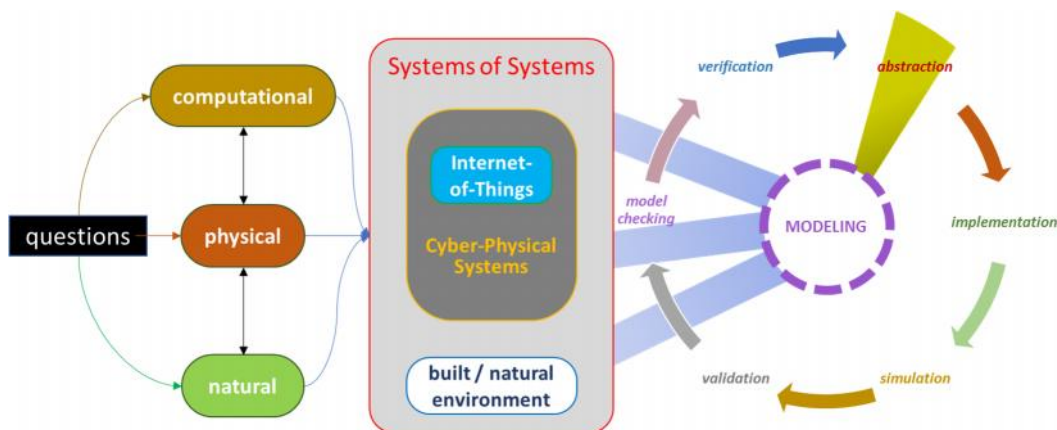 questions
computational
physical
natural
Systems of Systems
Internet-
of-Things
Cyber-Physical
Systems
built / natural
environment
MODELING
verification
abstraction
implementation
simulation
validation
model
checking